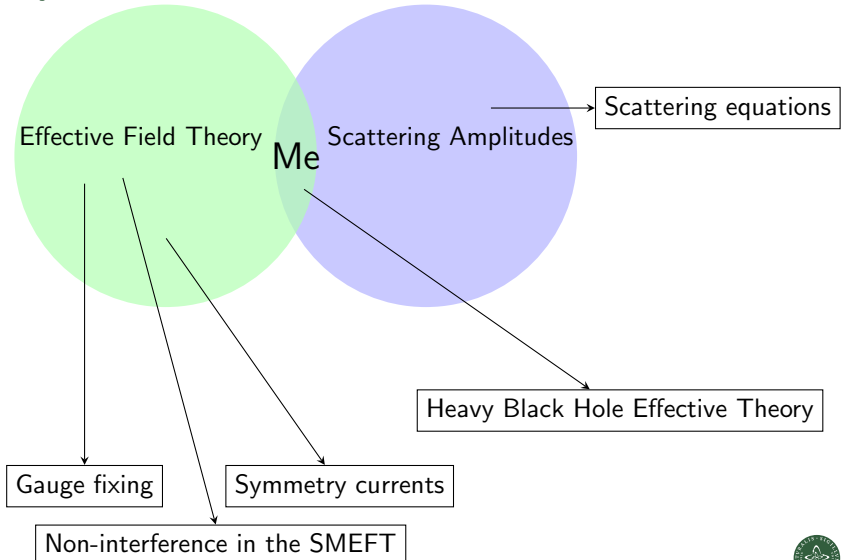 Scattering equations
Effective Field Theory
Me
Scattering Amplitudes
Heavy Black Hole Effective Theory
Gauge fixing
Symmetry currents
Non-interference in the SMEFT